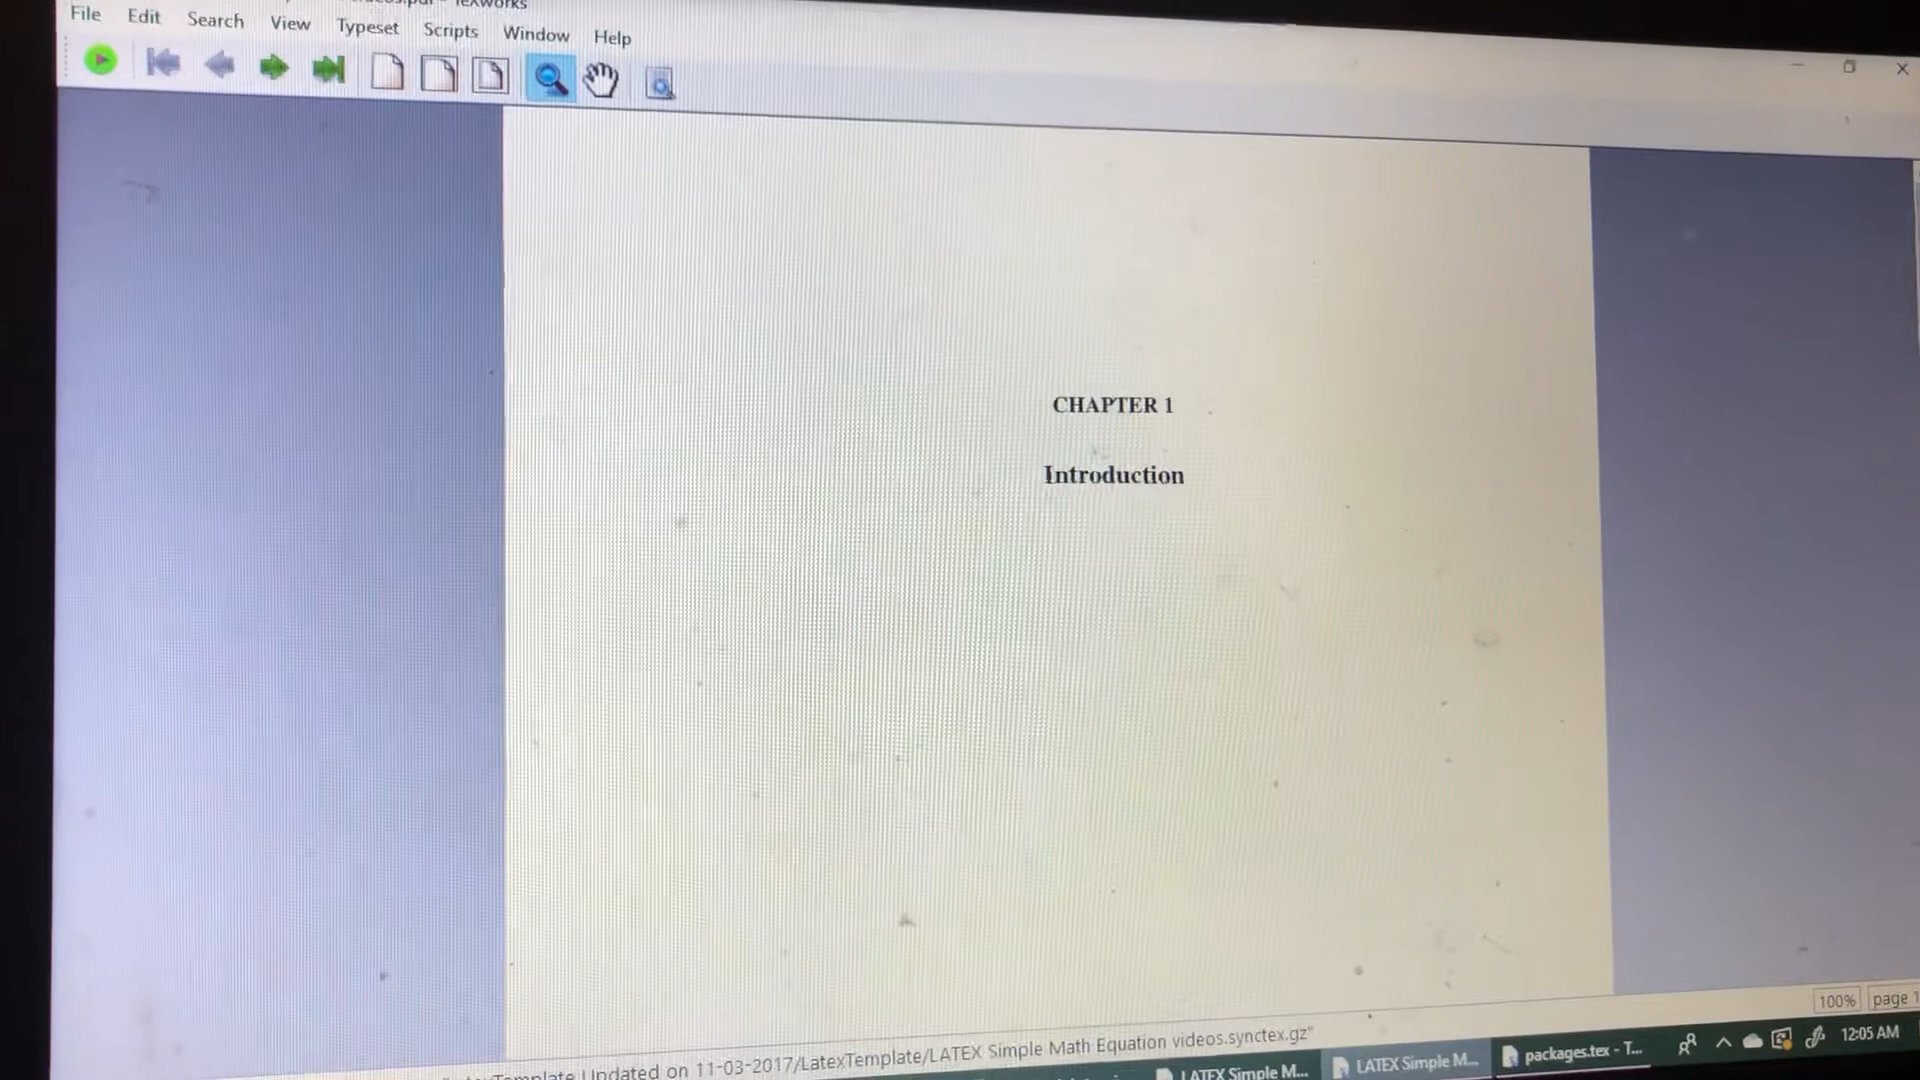 TeXworks
File Edit Search View Typeset Scripts Window Help
CHAPTER 1
Introduction
100% page 1
Updated on 11-03-2017/LatexTemplate/LATEX Simple Math Equation videos.synctex.gz"
LATEX Simple M... LATEX Simple M... packages.tex - T... 12:05 AM